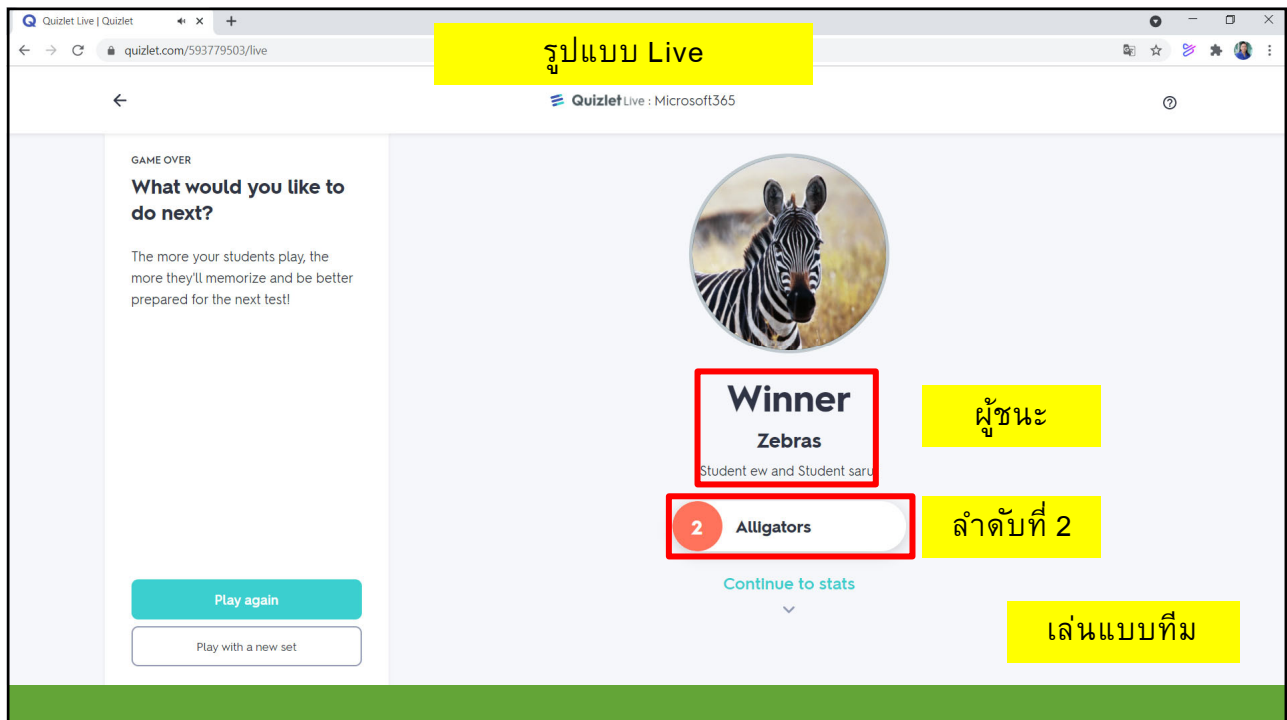 Quizlet Live | Quizlet
quizlet.com/593779503/live
รูปแบบ Live
Quizlet Live : Microsoft365
GAME OVER
What would you like to
do next?
The more your students play, the
more they'll memorize and be better
prepared for the next test!
Winner
Zebras
Student ew and Student saru
ผู้ชนะ
2 Alligators
ลำดับที่ 2
Continue to stats
เล่นแบบทีม
Play again
Play with a new set